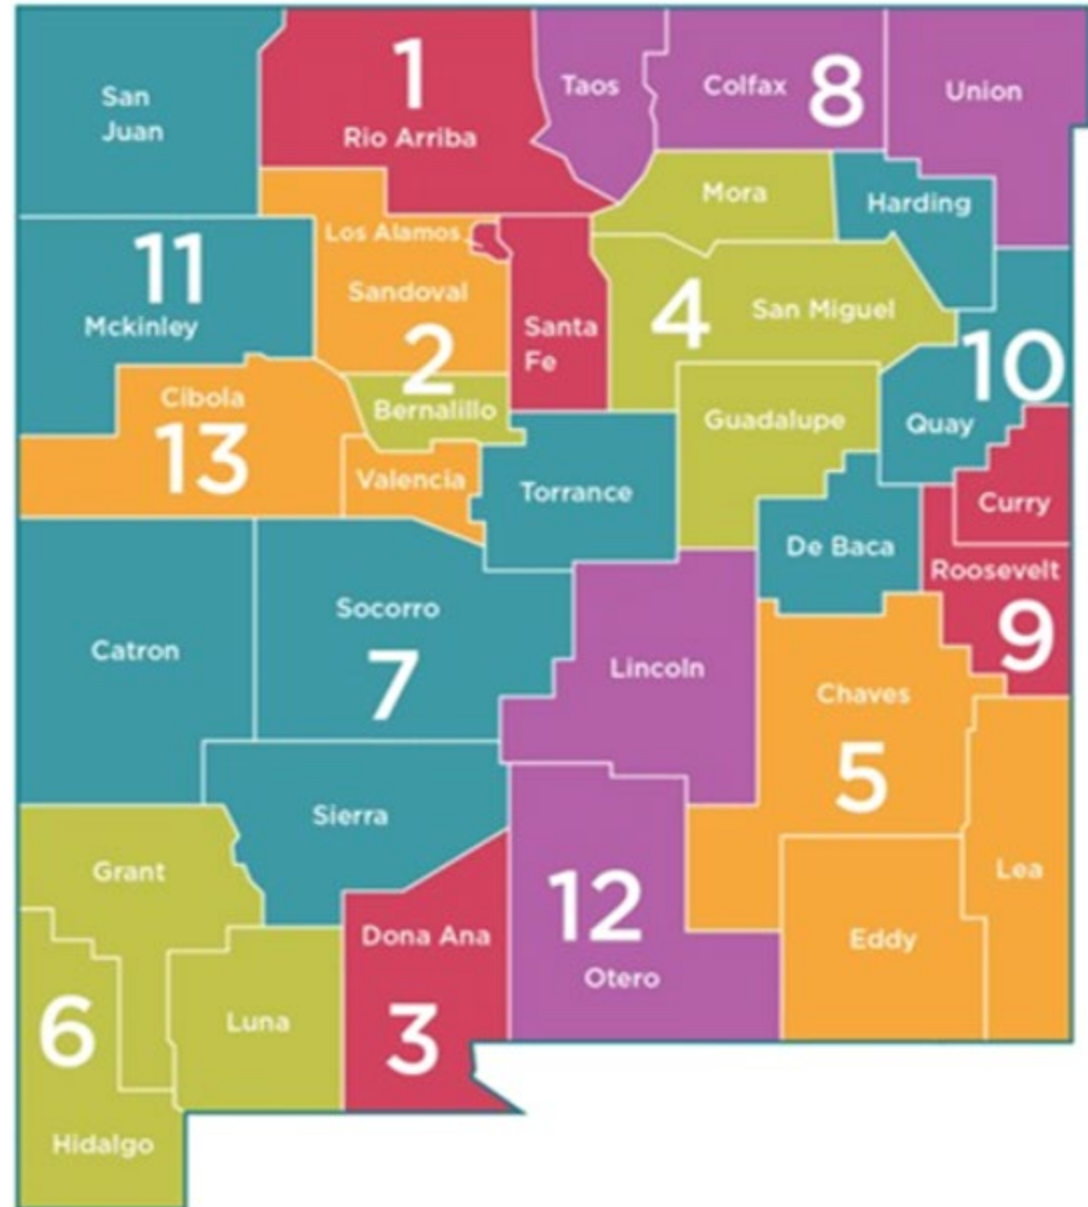 San
Juan
1
Rio Arriba
Taos
Colfax
8
Union
Mora
Harding
11
Mckinley
Los Alamos
Sandoval
2
Santa
Fe
4
San Miguel
10
Quay
Cibola
13
Bernalillo
Valencia
Torrance
Guadalupe
Curry
De Baca
Roosevelt
9
Catron
Socorro
7
Lincoln
Chaves
5
Sierra
Grant
Lea
12
Otero
Dona Ana
3
Eddy
6
Luna
Hidalgo